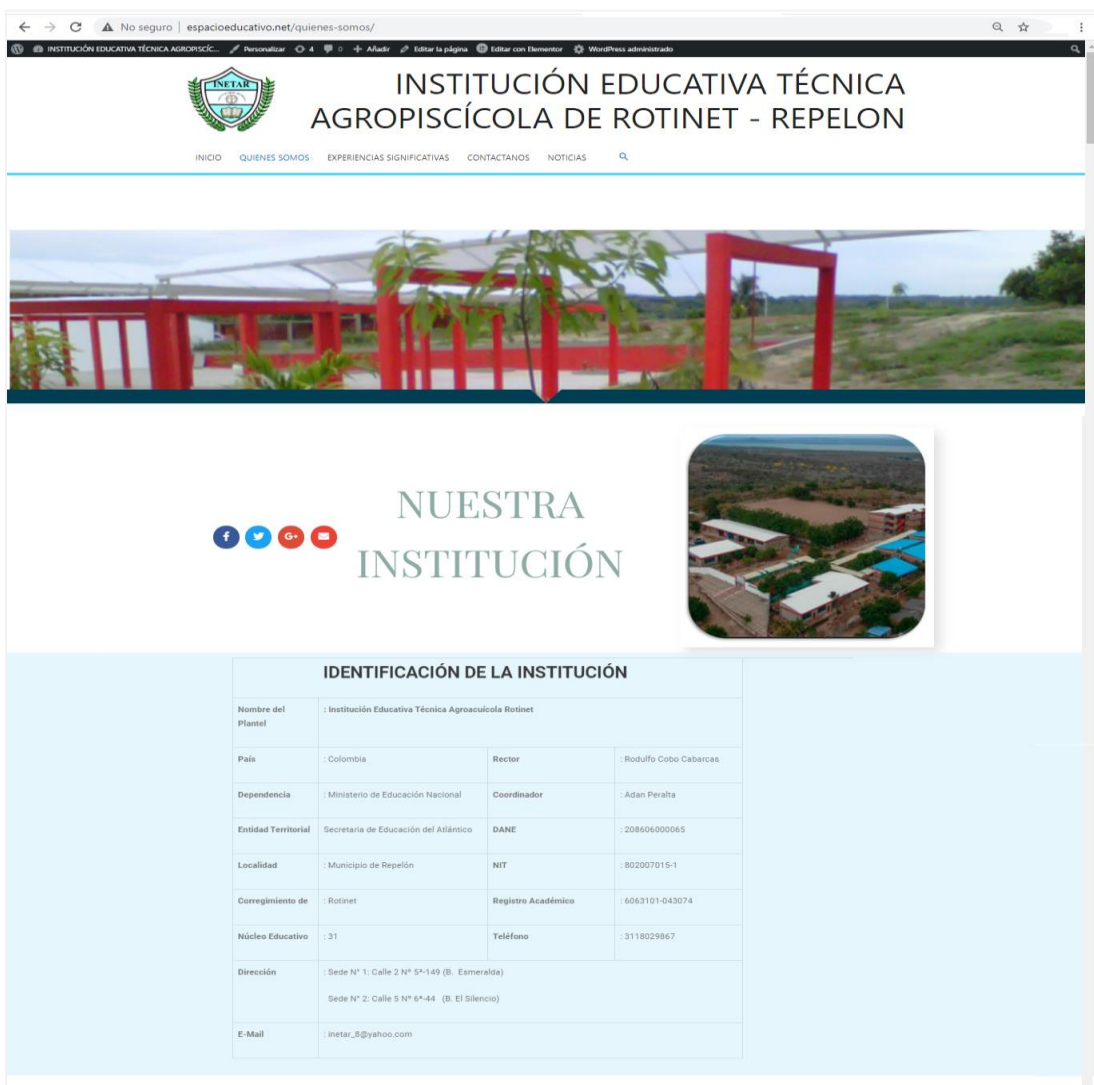 No seguro | espacioeducativo.net/quienes-somos/
INSTITUCIÓN EDUCATIVA TÉCNICA AGROPISCÍC... Personalizar 4 0 + Añadir Editar la página Editar con Elementor WordPress administrado
INETAR
INSTITUCIÓN EDUCATIVA TÉCNICA
AGROPISCÍCOLA DE ROTINET - REPELON
INICIO QUIENES SOMOS EXPERIENCIAS SIGNIFICATIVAS CONTACTANOS NOTICIAS
NUESTRA
INSTITUCIÓN
IDENTIFICACIÓN DE LA INSTITUCIÓN
Nombre del Plantel : Institución Educativa Técnica Agroacuícola Rotinet
País : Colombia Rector : Rodulfo Cobo Cabarcas
Dependencia : Ministerio de Educación Nacional Coordinador : Adan Peralta
Entidad Territorial Secretaria de Educación del Atlántico DANE : 208606000065
Localidad : Municipio de Repelón NIT : 802007015-1
Corregimiento de : Rotinet Registro Académico : 6063101-043074
Núcleo Educativo : 31 Teléfono : 3118029867
Dirección : Sede N° 1: Calle 2 Nº 5ª-149 (B. Esmeralda)
Sede N° 2: Calle 5 Nº 6ª-44 (B. El Silencio)
E-Mail : inetar_8@yahoo.com